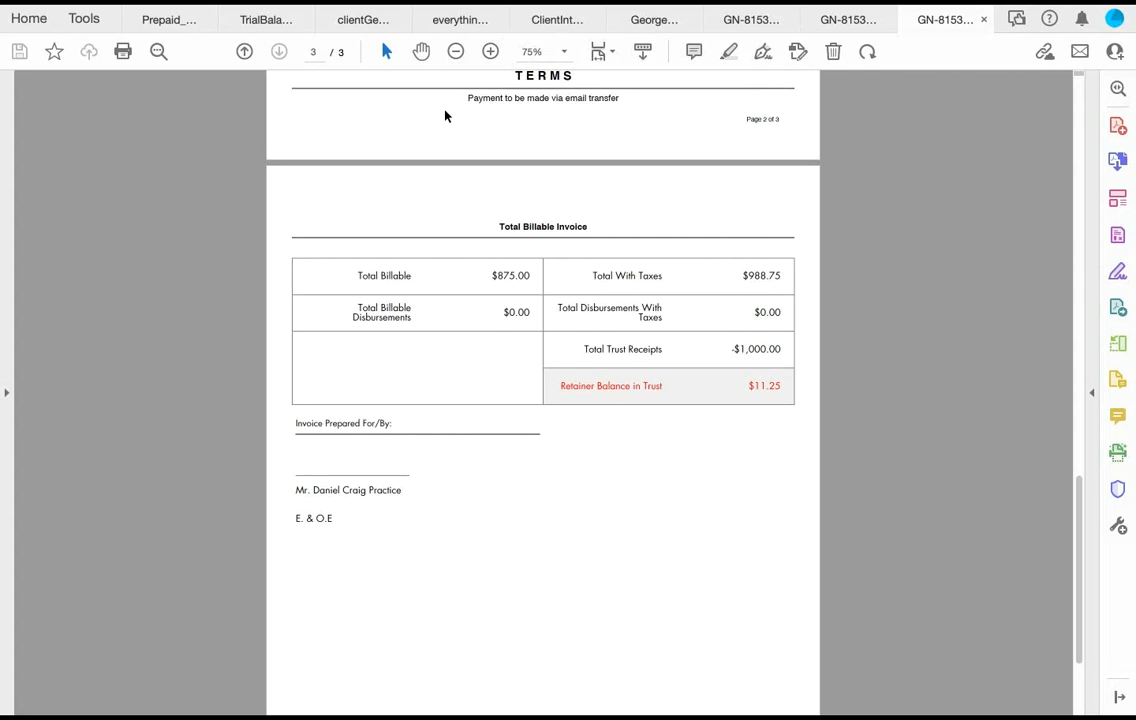 Home Tools Prepaid_... TrialBala... clientGe... everythin... ClientInt... George... GN-8153... GN-8153... GN-8153... ×
3 / 3 75%
TERMS
Payment to be made via email transfer
Page 2 of 3
Total Billable Invoice
Total Billable $875.00 Total With Taxes $988.75
Total Billable
Disbursements $0.00 Total Disbursements With
Taxes $0.00
Total Trust Receipts -$1,000.00
Retainer Balance in Trust $11.25
Invoice Prepared For/By:
Mr. Daniel Craig Practice
E. & O.E